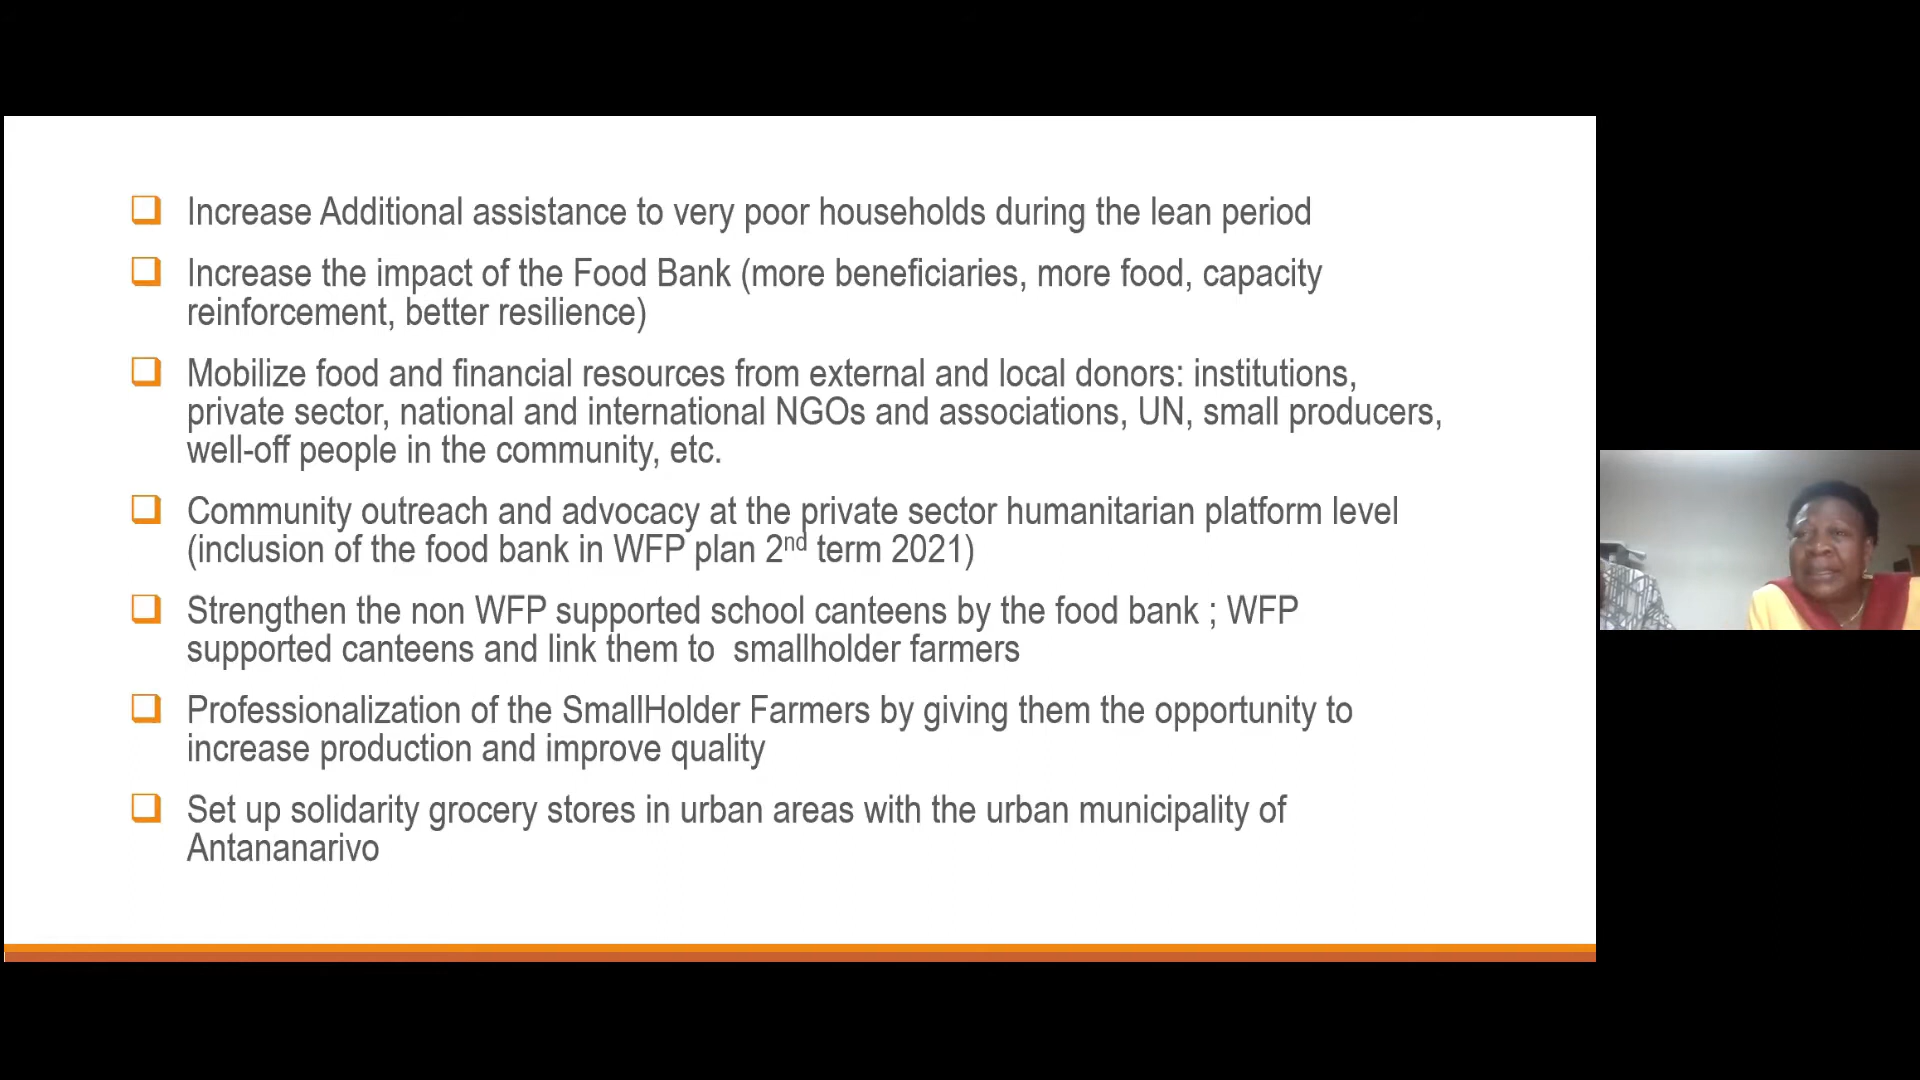 Increase Additional assistance to very poor households during the lean period
Increase the impact of the Food Bank (more beneficiaries, more food, capacity
reinforcement, better resilience)
Mobilize food and financial resources from external and local donors: institutions,
private sector, national and international NGOs and associations, UN, small producers,
well-off people in the community, etc.
Community outreach and advocacy at the private sector humanitarian platform level
(inclusion of the food bank in WFP plan 2nd term 2021)
Strengthen the non WFP supported school canteens by the food bank ; WFP
supported canteens and link them to  smallholder farmers
Professionalization of the SmallHolder Farmers by giving them the opportunity to
increase production and improve quality
Set up solidarity grocery stores in urban areas with the urban municipality of
Antananarivo